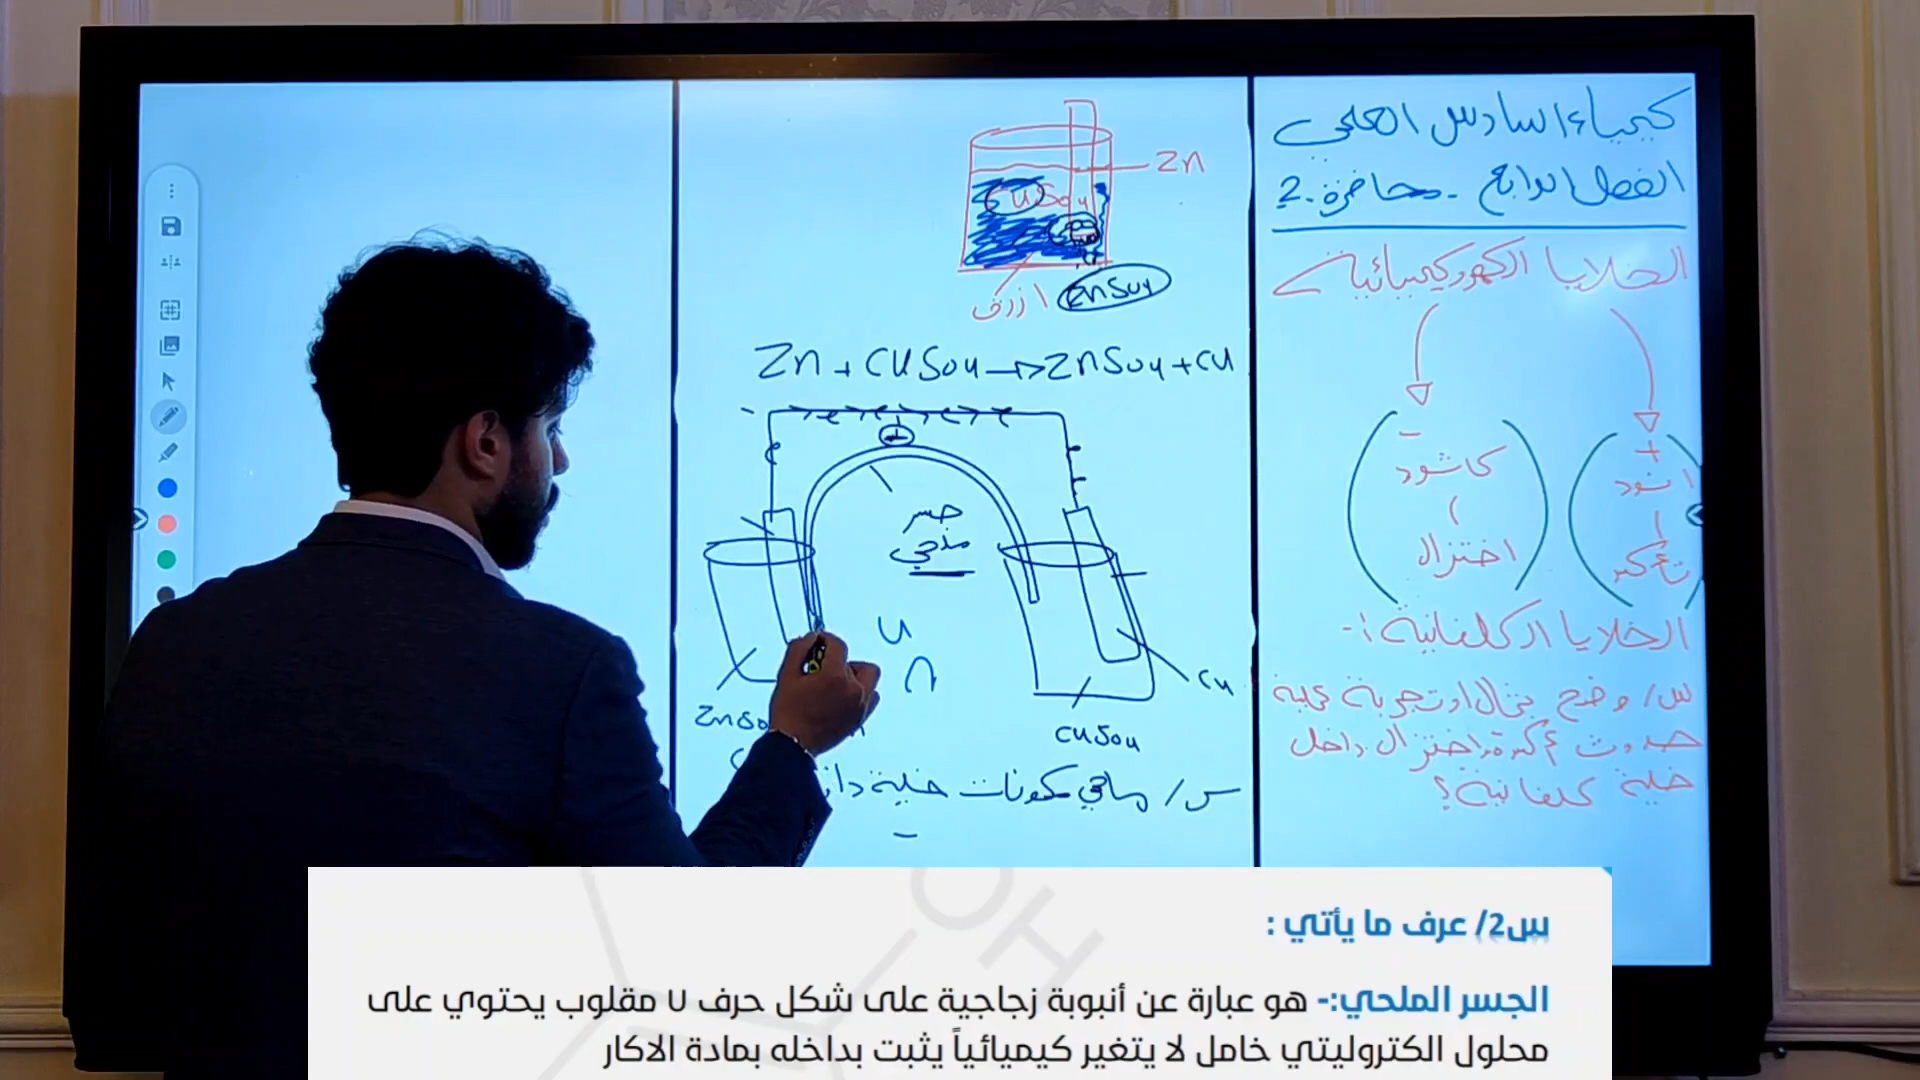 كيمياء السادس العلمي
الفصل الرابع - محاضرة - 2
الخلايا الكهروكيميائية
-
كاثود
اختزال
+
انود
تأكسد
الخلايا الكلفانية :-
س/ وضح بمثال او تجربة عملية
حدوث أكسدة واختزال داخل
خلية كلفانية؟
Zn
CuSO4
ازرق
ZnSO4
Zn + CuSO4 → ZnSO4 + Cu
جسر
ملحي
U
Cu
CuSO4
س/ ماهي مكونات خلية
س2/ عرف ما يأتي :
الجسر الملحي:- هو عبارة عن أنبوبة زجاجية على شكل حرف U مقلوب يحتوي على
محلول الكتروليتي خامل لا يتغير كيميائياً يثبت بداخله بمادة الاكار